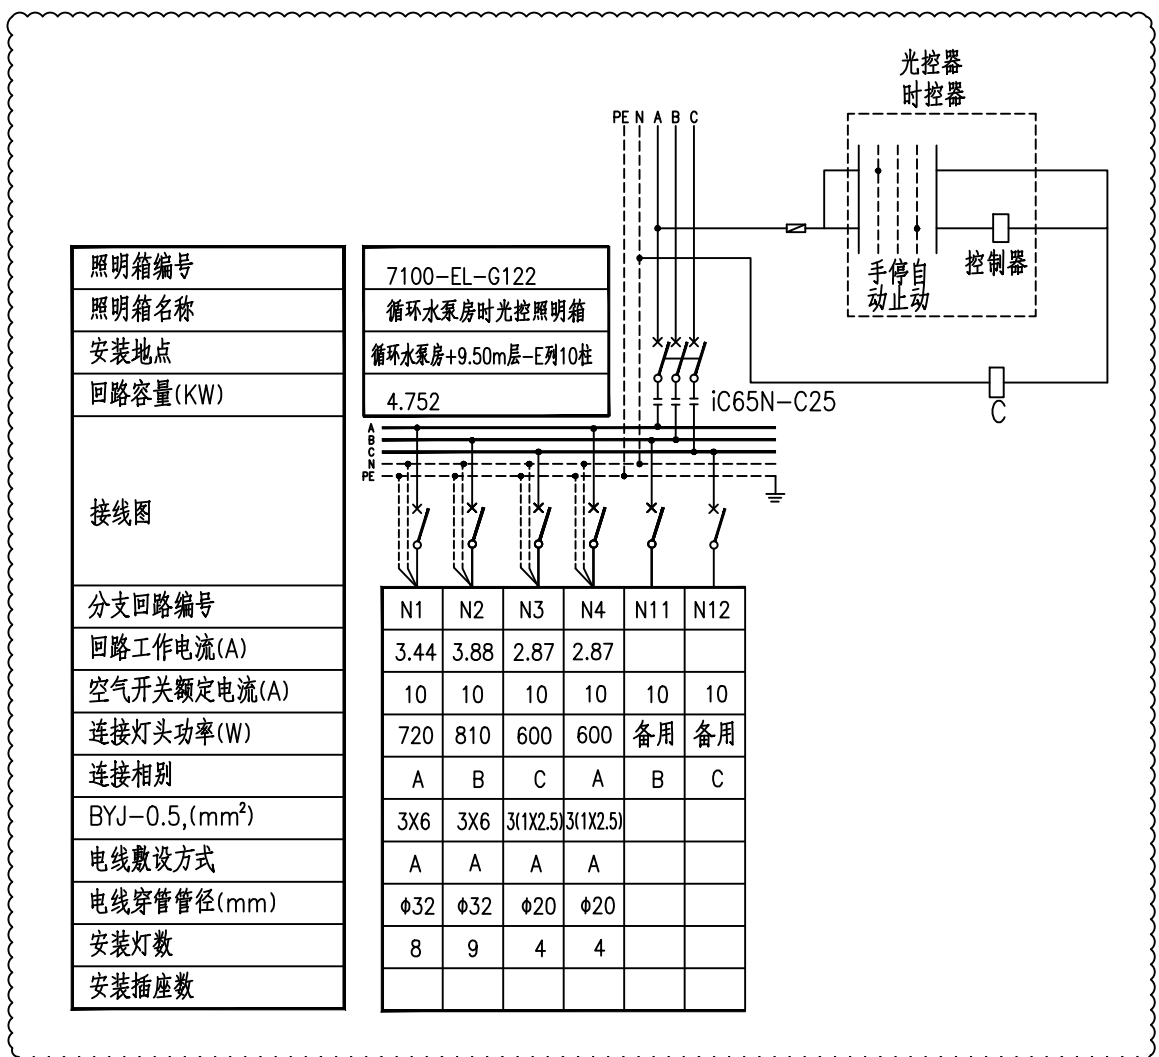 光控器
时控器
PE N A B C
手停自
动止动
控制器
iC65N-C25
C
照明箱编号 7100-EL-G122
照明箱名称 循环水泵房时光控照明箱
安装地点 循环水泵房+9.50m层-E列10柱
回路容量(KW) 4.752
A
B
C
N
PE
接线图
分支回路编号 N1 N2 N3 N4 N11 N12
回路工作电流(A) 3.44 3.88 2.87 2.87
空气开关额定电流(A) 10 10 10 10 10 10
连接灯头功率(W) 720 810 600 600 备用 备用
连接相别 A B C A B C
BYJ-0.5,(mm²) 3X6 3X6 3(1X2.5) 3(1X2.5)
电线敷设方式 A A A A
电线穿管管径(mm) ϕ32 ϕ32 ϕ20 ϕ20
安装灯数 8 9 4 4
安装插座数